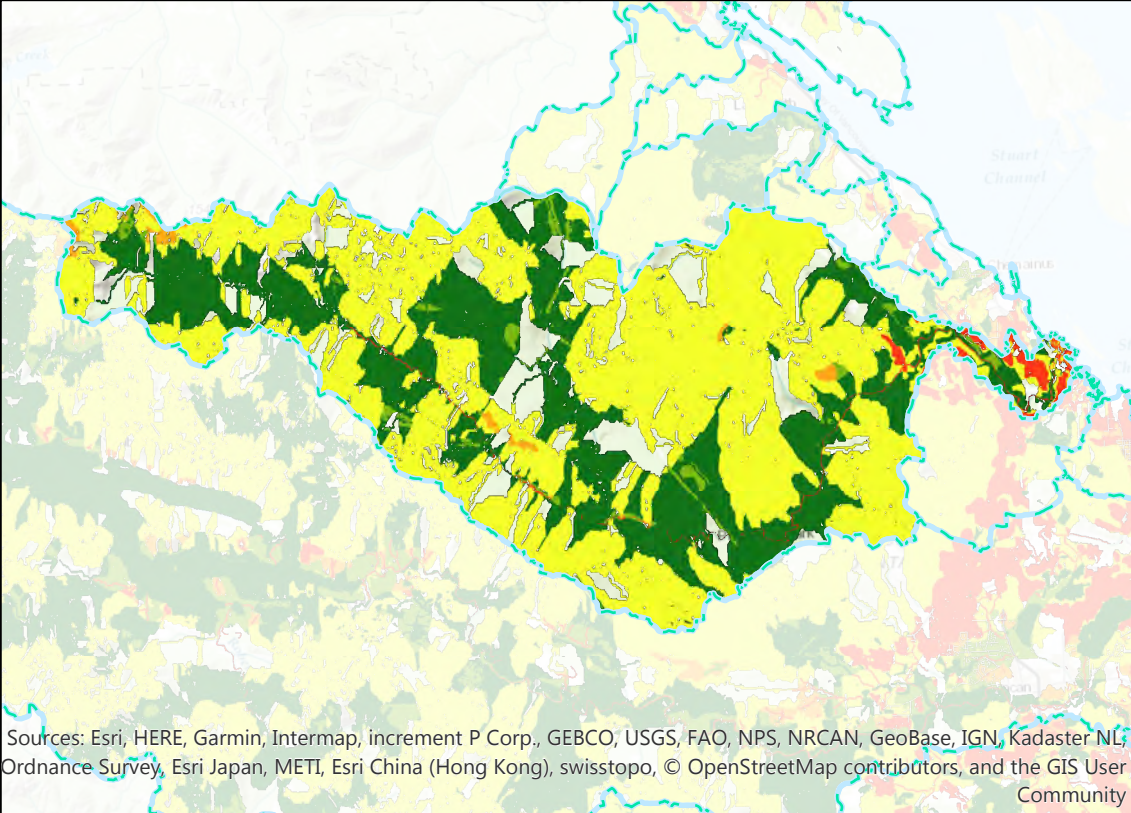 Stuart
Channel
Chemainus
Sources: Esri, HERE, Garmin, Intermap, increment P Corp., GEBCO, USGS, FAO, NPS, NRCAN, GeoBase, IGN, Kadaster NL,
Ordnance Survey, Esri Japan, METI, Esri China (Hong Kong), swisstopo, © OpenStreetMap contributors, and the GIS User
Community